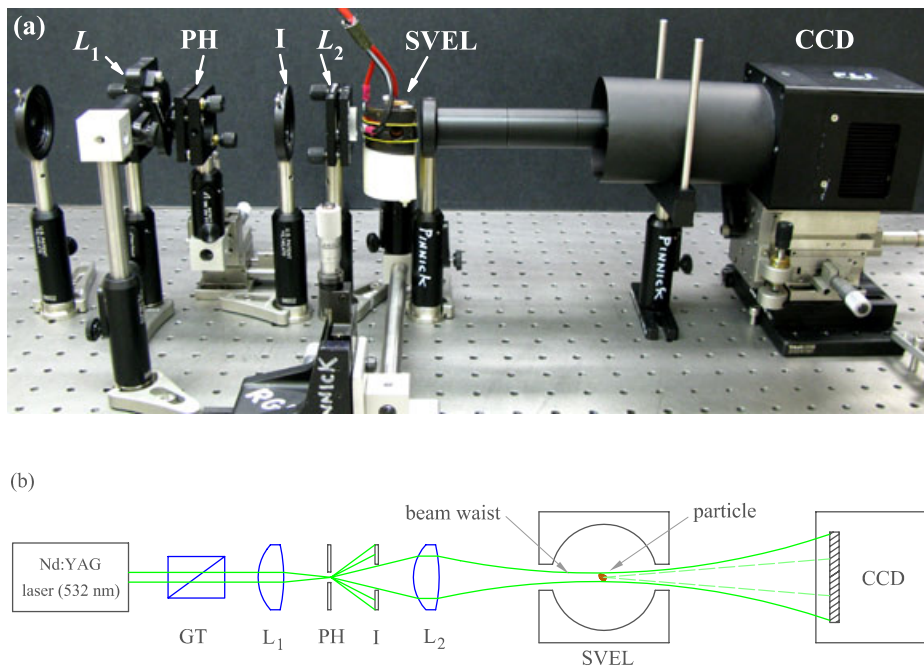 (a)
L1
PH
I
L2
SVEL
CCD
PINNICK
PINNICK
RG'
PINNICK
(b)
beam waist
particle
Nd:YAG
laser (532 nm)
CCD
GT
L1
PH
I
L2
SVEL